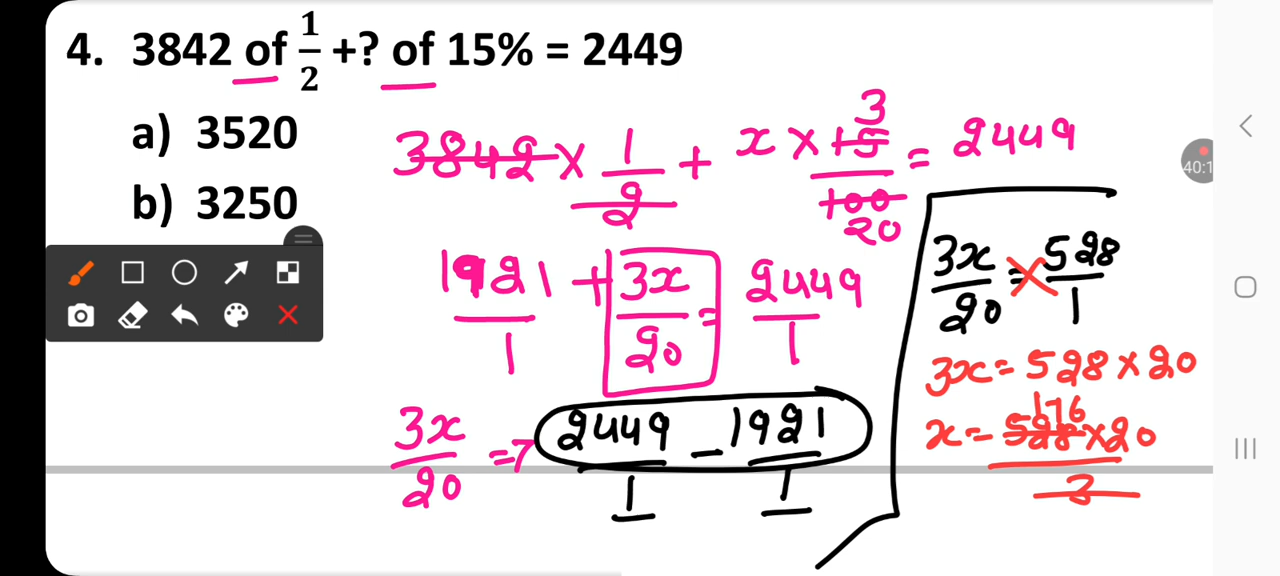 4. 3842 of 1/2 +? of 15% = 2449
a) 3520
b) 3250
3842 × 1/2 + x × 15/100 = 2449
3
20
40:1
1921/1 + 3x/20 = 2449/1
3x/20 = 2449/1 - 1921/1
3x/20 = 528/1
3x = 528 × 20
x = 528 × 20 / 3
176